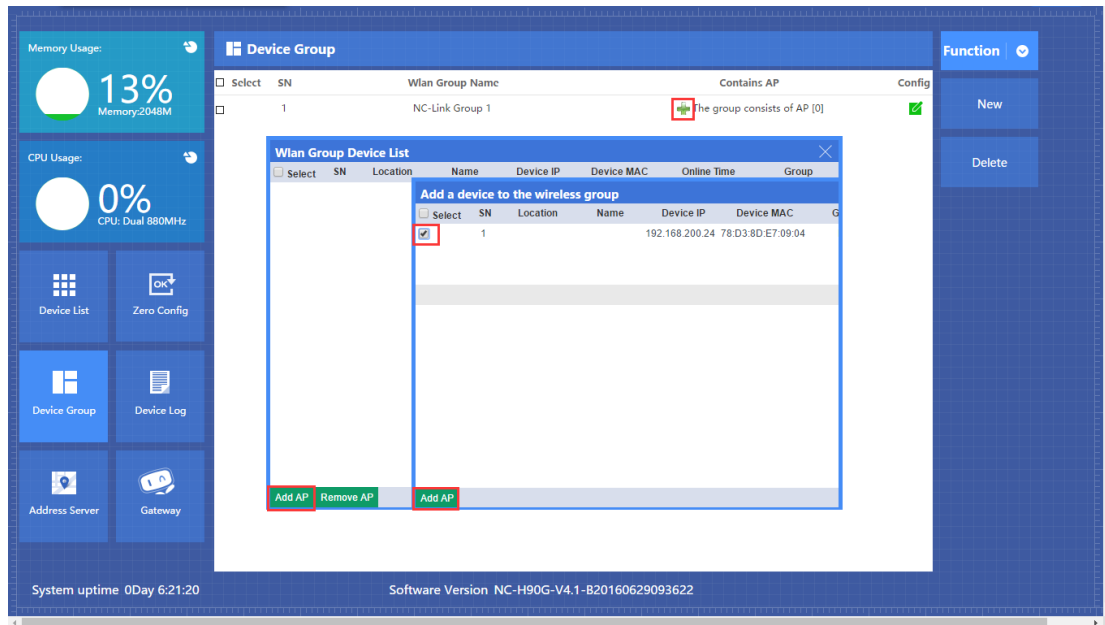 Memory Usage:
13%
Memory:2048M
CPU Usage:
0%
CPU: Dual 880MHz
Device List
OK
Zero Config
Device Group
Device Log
Address Server
Gateway
Device Group
Select SN Wlan Group Name Contains AP Config
1 NC-Link Group 1 The group consists of AP [0]
Wlan Group Device List
Select SN Location Name Device IP Device MAC Online Time Group
Add a device to the wireless group
Select SN Location Name Device IP Device MAC G
1 192.168.200.24 78:D3:8D:E7:09:04
Add AP Remove AP
Add AP
Function
New
Delete
System uptime 0Day 6:21:20
Software Version NC-H90G-V4.1-B20160629093622